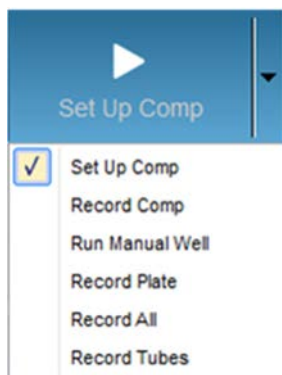 Set Up Comp
Set Up Comp
Record Comp
Run Manual Well
Record Plate
Record All
Record Tubes